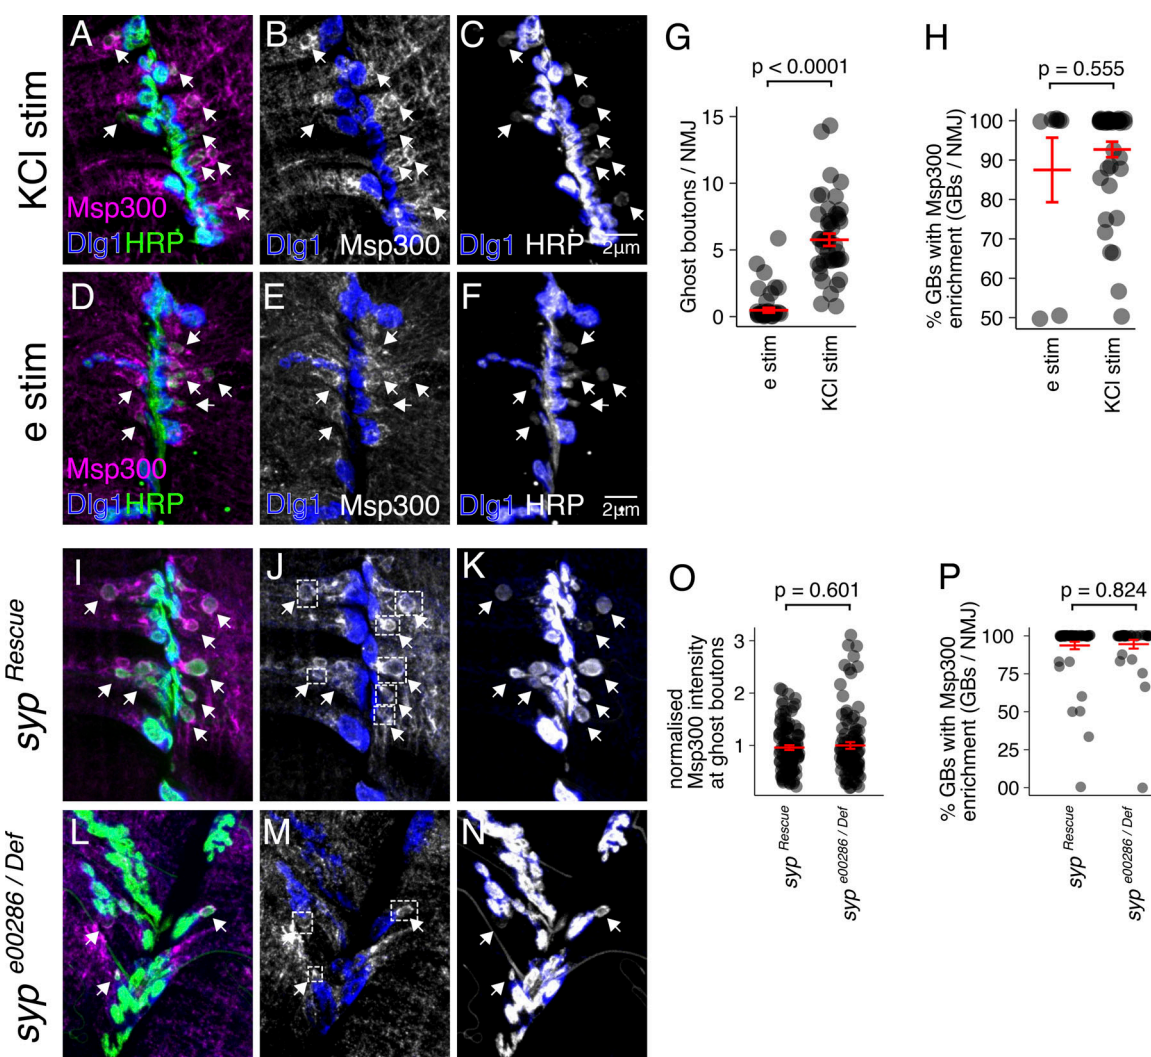 KCl stim
A
Msp300
Dlg1HRP
B
Dlg1 Msp300
C
2µm
Dlg1 HRP
e stim
D
Msp300
Dlg1HRP
E
Dlg1 Msp300
F
2µm
Dlg1 HRP
G
p < 0.0001
Ghost boutons / NMJ
15
10
5
0
e stim
KCl stim
H
p = 0.555
% GBs with Msp300
enrichment (GBs / NMJ)
100
90
80
70
60
50
e stim
KCl stim
syp Rescue
I
J
K
syp e00286 / Def
L
M
N
O
p = 0.601
normalised
Msp300 intensity
at ghost boutons
3
2
1
syp Rescue
syp e00286 / Def
P
p = 0.824
% GBs with Msp300
enrichment (GBs / NMJ)
100
75
50
25
00
syp Rescue
syp e00286 / Def